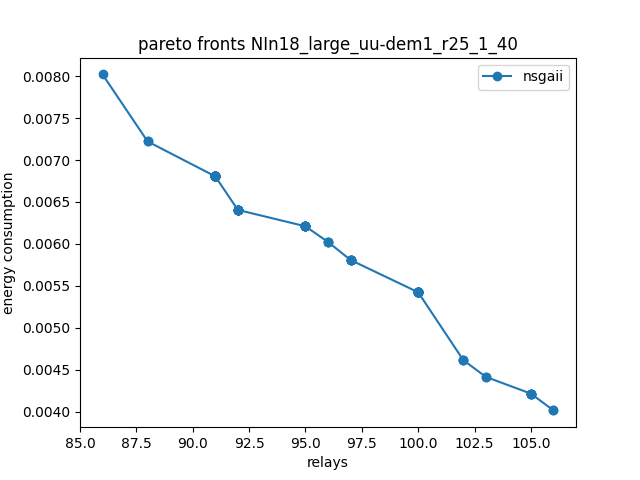 pareto fronts NIn18_large_uu-dem1_r25_1_40
nsgaii
energy consumption
0.0080
0.0075
0.0070
0.0065
0.0060
0.0055
0.0050
0.0045
0.0040
85.0 87.5 90.0 92.5 95.0 97.5 100.0 102.5 105.0
relays